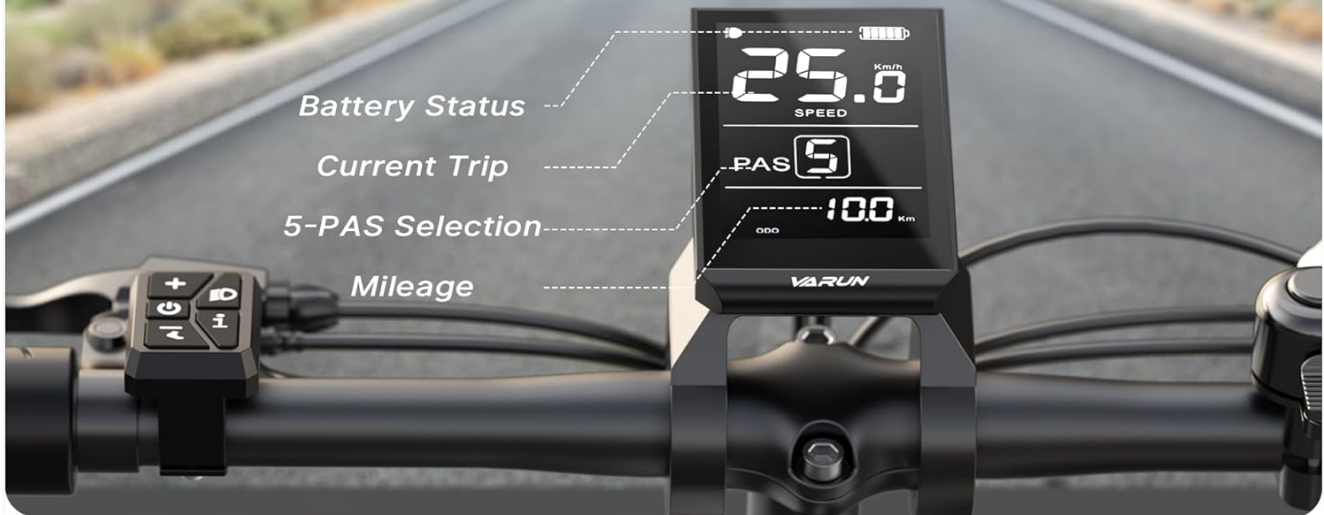 Battery Status
Current Trip
5-PAS Selection
Mileage
25.0 Km/h
SPEED
PAS 5
10.0 Km
ODO
VARUN